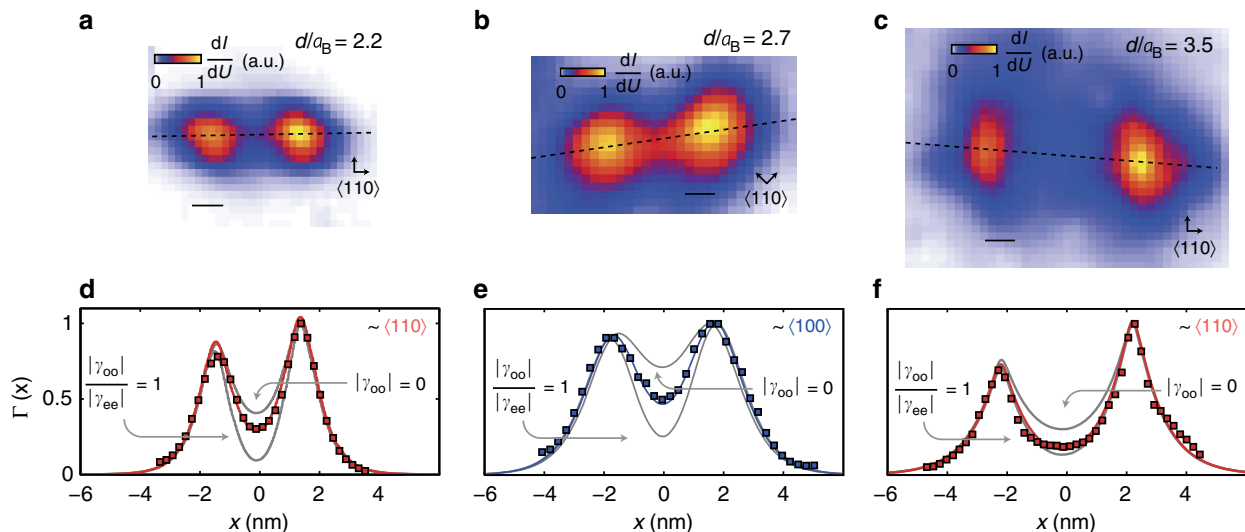 a
dI
dU
(a.u.)
0 1
d/aB = 2.2
⟨110⟩
b
dI
dU
(a.u.)
0 1
d/aB = 2.7
⟨110⟩
c
dI
dU
(a.u.)
0 1
d/aB = 3.5
⟨110⟩
d
~ ⟨110⟩
|γoo|
|γee|
= 1
|γoo| = 0
Γ (x)
1
0.5
0
−6 −4 −2 0 2 4
x (nm)
e
~ ⟨100⟩
|γoo|
|γee|
= 1
|γoo| = 0
−6 −4 −2 0 2 4 6
x (nm)
f
~ ⟨110⟩
|γoo|
|γee|
= 1
|γoo| = 0
−6 −4 −2 0 2 4 6
x (nm)